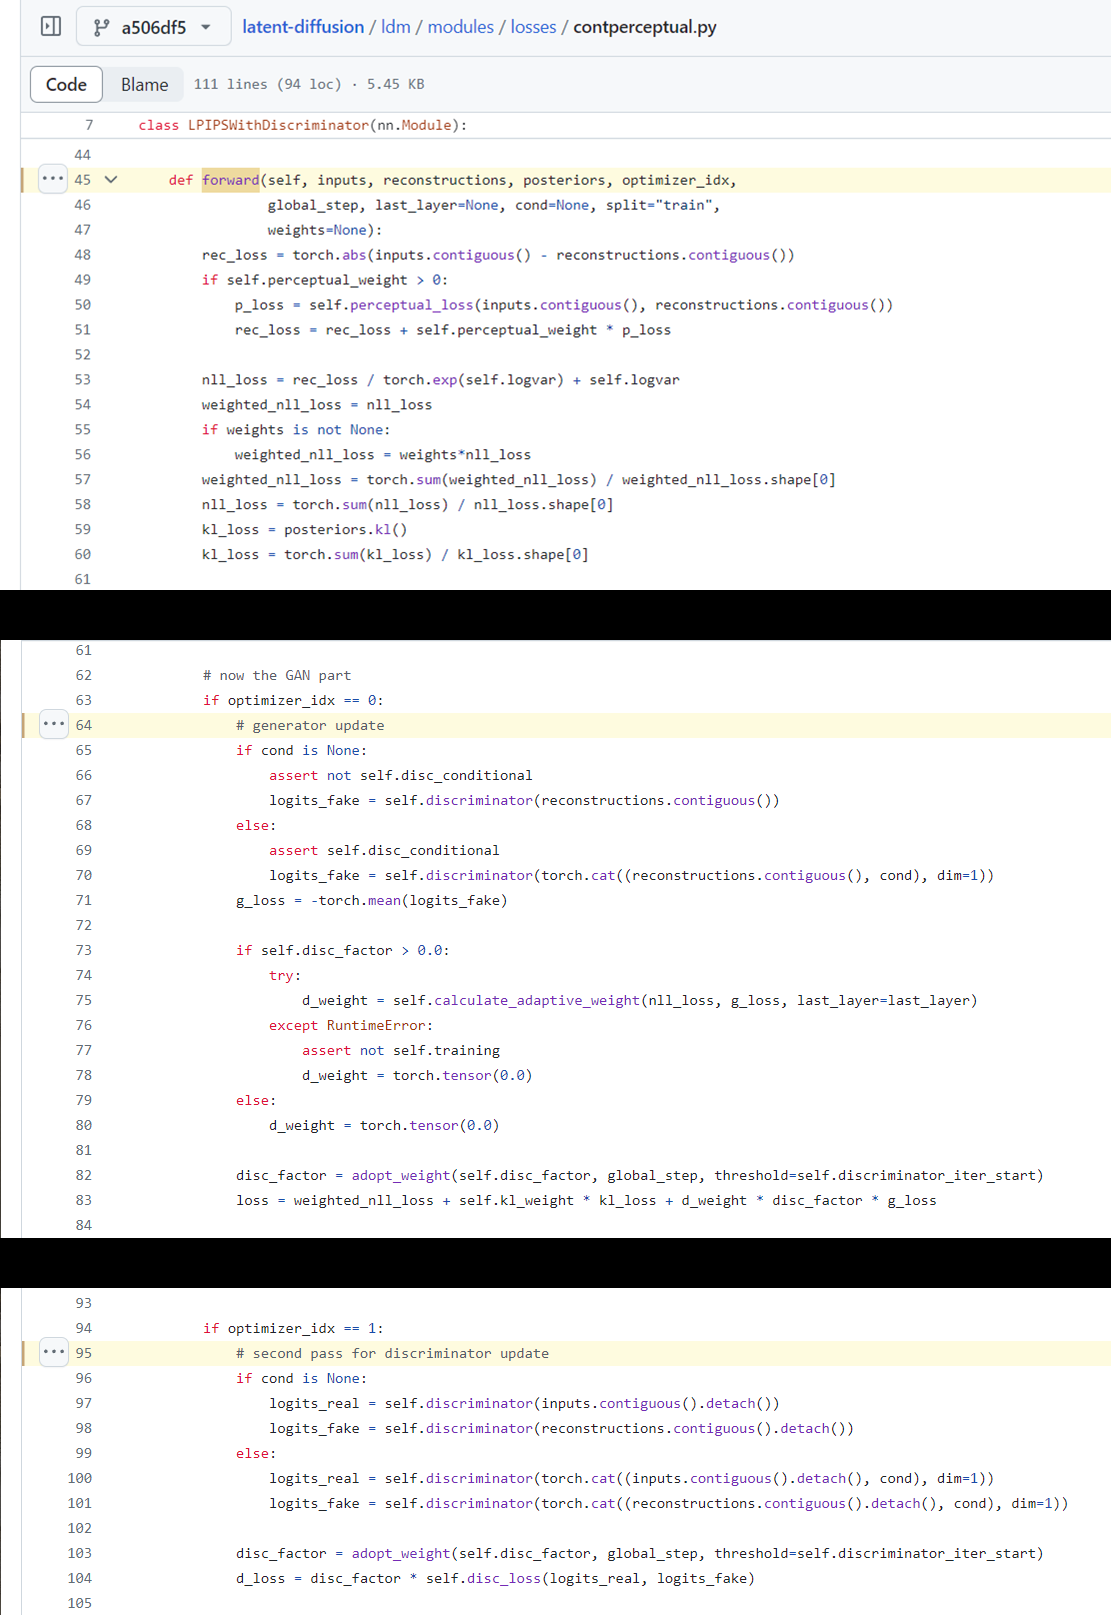 a506df5 latent-diffusion / ldm / modules / losses / contperceptual.py
Code Blame 111 lines (94 loc) · 5.45 KB
7 class LPIPSWithDiscriminator(nn.Module):
44
45 def forward(self, inputs, reconstructions, posteriors, optimizer_idx,
46 global_step, last_layer=None, cond=None, split="train",
47 weights=None):
48 rec_loss = torch.abs(inputs.contiguous() - reconstructions.contiguous())
49 if self.perceptual_weight > 0:
50 p_loss = self.perceptual_loss(inputs.contiguous(), reconstructions.contiguous())
51 rec_loss = rec_loss + self.perceptual_weight * p_loss
52
53 nll_loss = rec_loss / torch.exp(self.logvar) + self.logvar
54 weighted_nll_loss = nll_loss
55 if weights is not None:
56 weighted_nll_loss = weights*nll_loss
57 weighted_nll_loss = torch.sum(weighted_nll_loss) / weighted_nll_loss.shape[0]
58 nll_loss = torch.sum(nll_loss) / nll_loss.shape[0]
59 kl_loss = posteriors.kl()
60 kl_loss = torch.sum(kl_loss) / kl_loss.shape[0]
61
61
62 # now the GAN part
63 if optimizer_idx == 0:
64 # generator update
65 if cond is None:
66 assert not self.disc_conditional
67 logits_fake = self.discriminator(reconstructions.contiguous())
68 else:
69 assert self.disc_conditional
70 logits_fake = self.discriminator(torch.cat((reconstructions.contiguous(), cond), dim=1))
71 g_loss = -torch.mean(logits_fake)
72
73 if self.disc_factor > 0.0:
74 try:
75 d_weight = self.calculate_adaptive_weight(nll_loss, g_loss, last_layer=last_layer)
76 except RuntimeError:
77 assert not self.training
78 d_weight = torch.tensor(0.0)
79 else:
80 d_weight = torch.tensor(0.0)
81
82 disc_factor = adopt_weight(self.disc_factor, global_step, threshold=self.discriminator_iter_start)
83 loss = weighted_nll_loss + self.kl_weight * kl_loss + d_weight * disc_factor * g_loss
84
93
94 if optimizer_idx == 1:
95 # second pass for discriminator update
96 if cond is None:
97 logits_real = self.discriminator(inputs.contiguous().detach())
98 logits_fake = self.discriminator(reconstructions.contiguous().detach())
99 else:
100 logits_real = self.discriminator(torch.cat((inputs.contiguous().detach(), cond), dim=1))
101 logits_fake = self.discriminator(torch.cat((reconstructions.contiguous().detach(), cond), dim=1))
102
103 disc_factor = adopt_weight(self.disc_factor, global_step, threshold=self.discriminator_iter_start)
104 d_loss = disc_factor * self.disc_loss(logits_real, logits_fake)
105